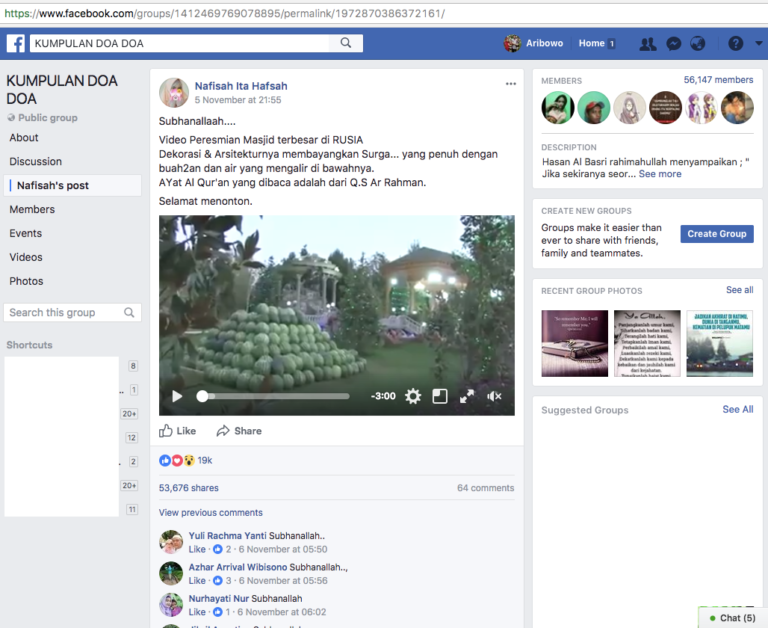 https://www.facebook.com/groups/1412469769078895/permalink/1972870386372161/
KUMPULAN DOA DOA
Aribowo
Home 1
KUMPULAN DOA
DOA
Public group
About
Discussion
Nafisah's post
Members
Events
Videos
Photos
Search this group
Shortcuts
8
.. 1
20+
12
. 2
20+
11
Nafisah Ita Hafsah
5 November at 21:55
Subhanallaah....
Video Peresmian Masjid terbesar di RUSIA
Dekorasi & Arsitekturnya membayangkan Surga... yang penuh dengan
buah2an dan air yang mengalir di bawahnya.
AYat Al Qur'an yang dibaca adalah dari Q.S Ar Rahman.
Selamat menonton.
-3:00
Like Share
19k
53,676 shares
64 comments
View previous comments
Yuli Rachma Yanti Subhanallah..
Like · 2 · 6 November at 05:50
Azhar Arrival Wibisono Subhanallah..,
Like · 3 · 6 November at 05:56
Nurhayati Nur Subhanallah
Like · 1 · 6 November at 06:02
MEMBERS
56,147 members
DESCRIPTION
Hasan Al Basri rahimahullah menyampaikan ; "
Jika sekiranya seor... See more
CREATE NEW GROUPS
Groups make it easier than
ever to share with friends,
family and teammates.
Create Group
RECENT GROUP PHOTOS
See all
Suggested Groups
See All
Chat (5)